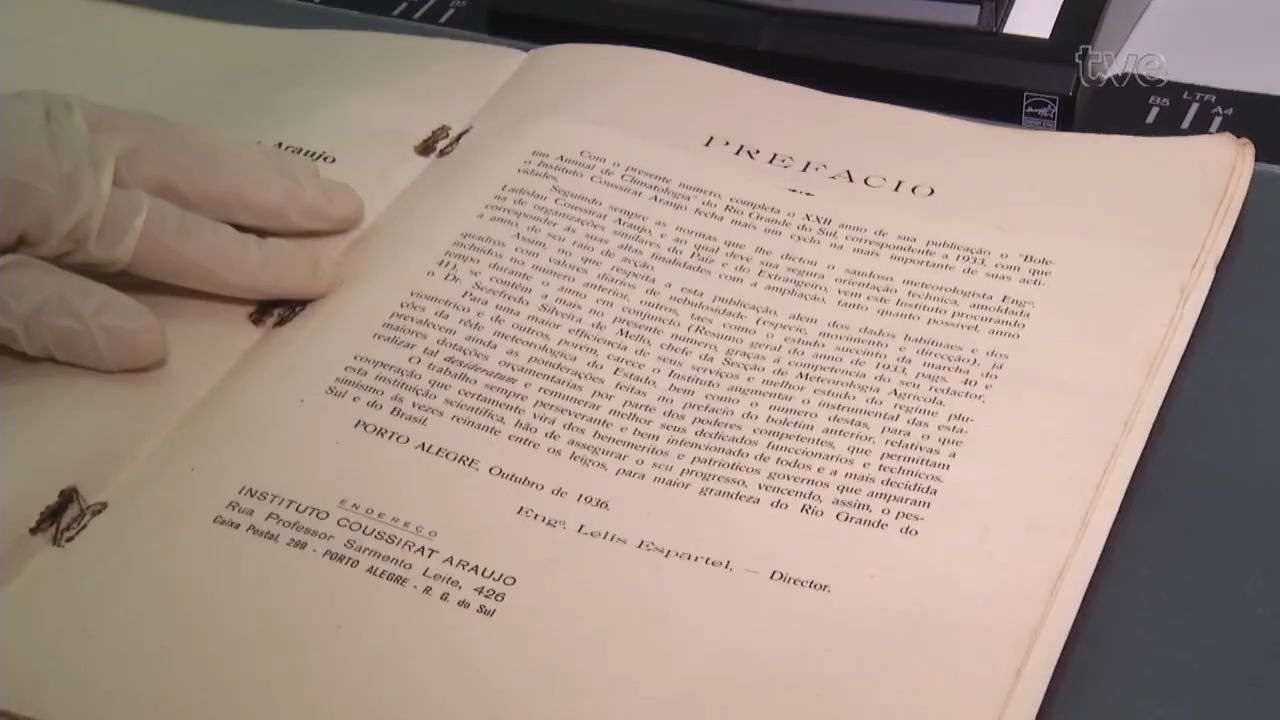 tve
B5 LTR A4
Araujo
PREFACIO
Com o presente numero, completa o XXII anno de sua publicação o "Bole-
tim Annual de Climatologia" do Rio Grande do Sul, correspondente a 1933, com que
o Instituto Coussirat Araujo fecha mais um cyclo na mais importante de suas acti-
vidades.
Seguindo sempre as normas que lhe dictou o saudoso meteorologista Engº.
Ladislau Coussirat Araujo, e ao qual deve sua segura orientação technica, amoldada
na de organizações similares do Paiz e do Extrangeiro, vem este Instituto procurando
corresponder ás suas altas finalidades com a ampliação, tanto quanto possivel, anno
a anno, de seu raio de acção.
Assim, no que respeita a esta publicação, alem dos dados habituaes e dos
quadros com valores diarios de nebulosidade (especie, movimento e direcção), já
incluidos no numero anterior, outros, taes como o estudo succinto da marcha do
tempo durante o anno em conjuncto (Resumo geral do anno de 1933, pags. 40 e
41), se contêm a mais no presente numero, graças á competencia do seu redactor,
o Dr. Sezefredo Silveira de Mello, chefe da Secção de Meteorologia Agricola.
Para uma maior efficiencia de seus serviços e melhor estudo do regime plu-
viometrico e de outros, porem, carece o Instituto augmentar o instrumental das esta-
ções da rêde meteorologica do Estado, bem como o numero destas, para o que
prevalecem ainda as ponderações feitas no prefacio do boletim anterior, relativas a
maiores dotações orçamentarias por parte dos poderes competentes, que permittam
realizar tal desideratum e remunerar melhor seus dedicados funccionarios e technicos.
O trabalho sempre perseverante e bem intencionado de todos e a mais decidida
cooperação que certamente virá dos benemeritos e patrioticos governos que amparam
esta instituição scientifica, hão de assegurar o seu progresso, vencendo, assim, o pes-
simismo ás vezes reinante entre os leigos, para maior grandeza do Rio Grande do
Sul e do Brasil.
PORTO ALEGRE, Outubro de 1936.
Engº. Lelis Espartel, — Director.
ENDEREÇO
INSTITUTO COUSSIRAT ARAUJO
Rua Professor Sarmento Leite, 426
Caixa Postal, 299 - PORTO ALEGRE - R. G. do Sul